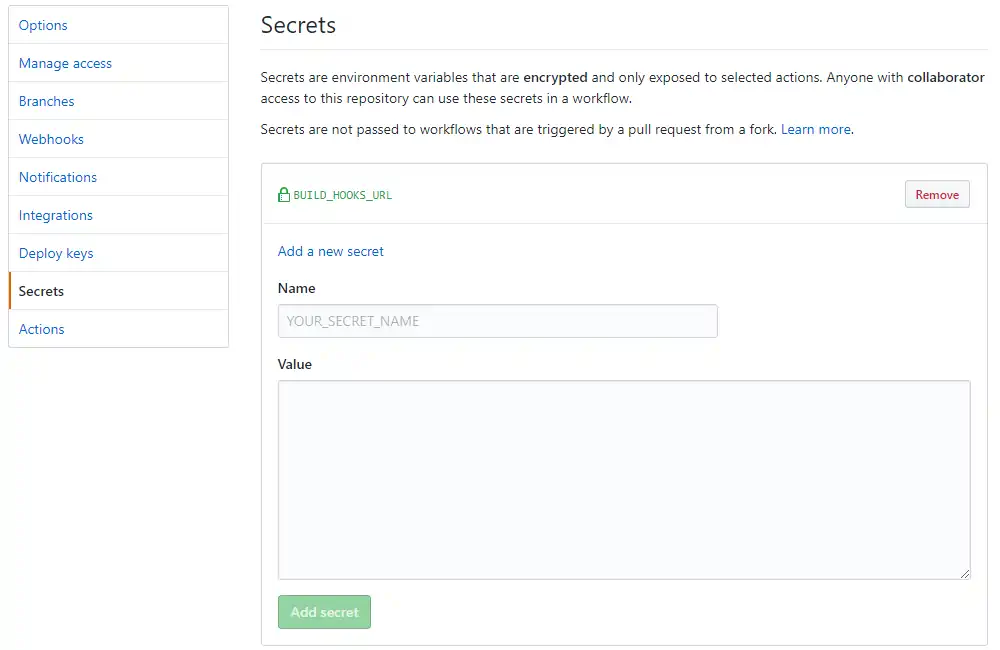 Options
Manage access
Branches
Webhooks
Notifications
Integrations
Deploy keys
Secrets
Actions
Secrets
Secrets are environment variables that are encrypted and only exposed to selected actions. Anyone with collaborator
access to this repository can use these secrets in a workflow.
Secrets are not passed to workflows that are triggered by a pull request from a fork. Learn more.
BUILD_HOOKS_URL
Remove
Add a new secret
Name
YOUR_SECRET_NAME
Value
Add secret